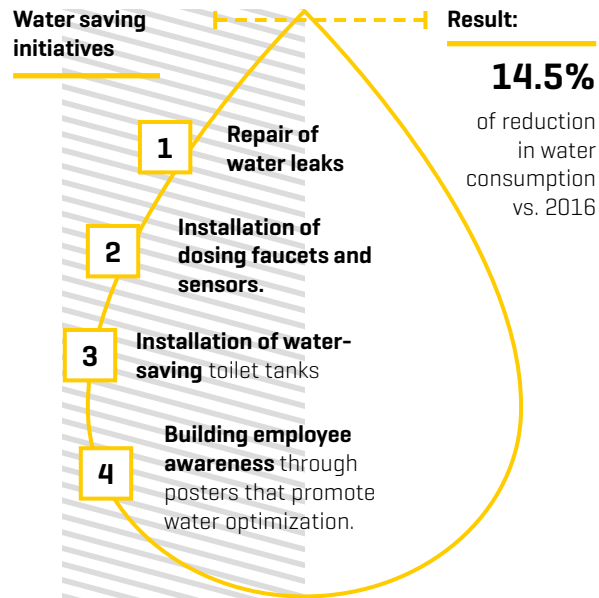 Water saving
initiatives
Result:
14.5%
of reduction
in water
consumption
vs. 2016
1
Repair of
water leaks
2
Installation of
dosing faucets and
sensors.
3
Installation of water-
saving toilet tanks
4
Building employee
awareness through
posters that promote
water optimization.